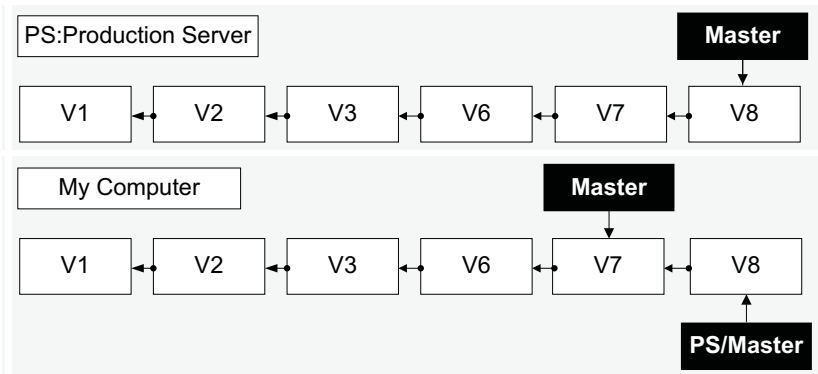 PS:Production Server
Master
V1 V2 V3 V6 V7 V8
My Computer
Master
V1 V2 V3 V6 V7 V8
PS/Master